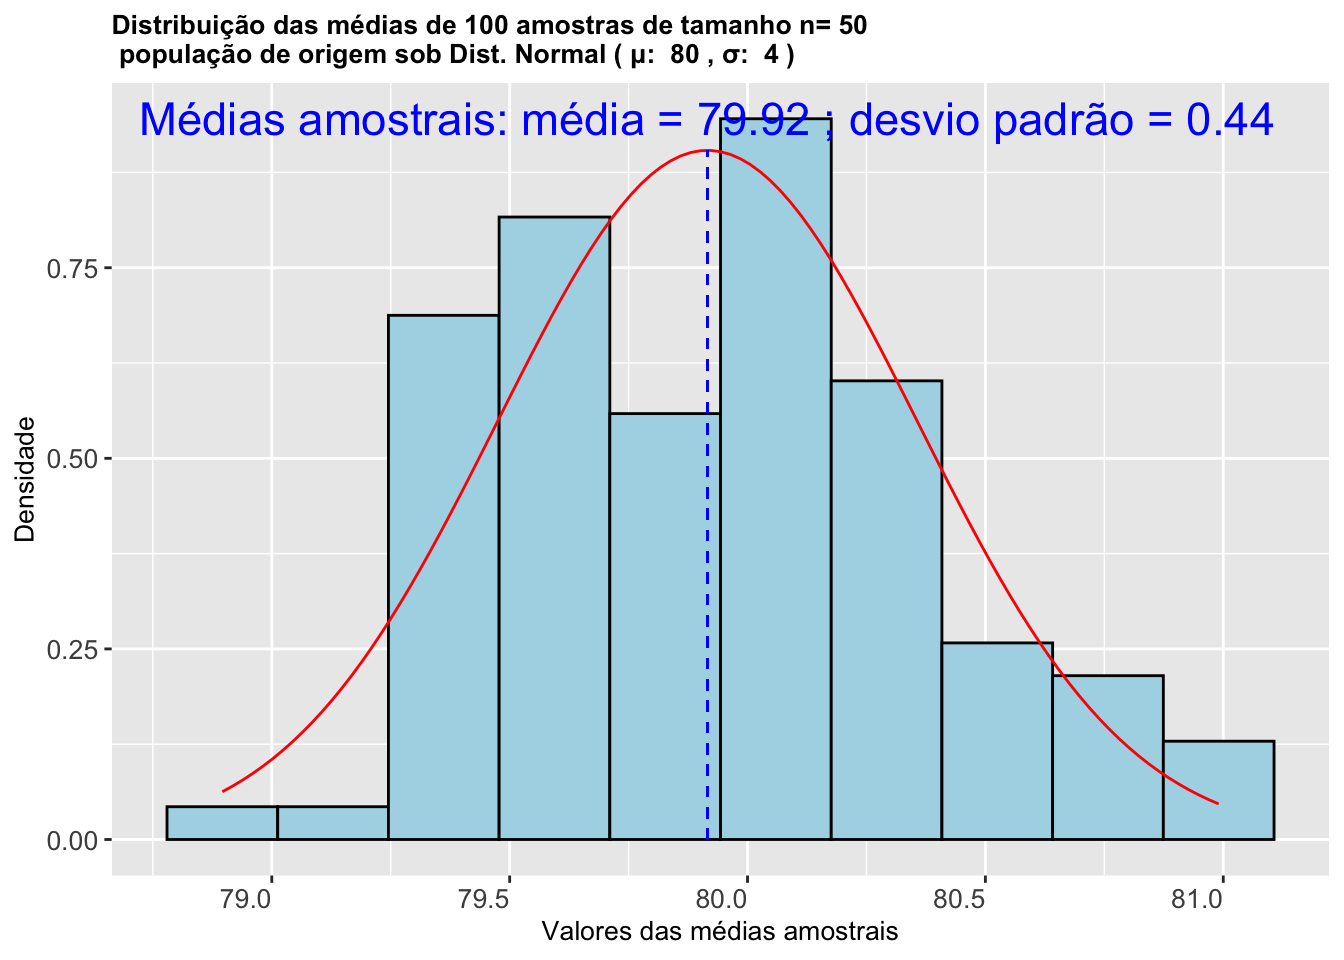 Distribuição das médias de 100 amostras de tamanho n= 50
população de origem sob Dist. Normal ( μ:  80 , σ:  4 )
Médias amostrais: média = 79.92 ; desvio padrão = 0.44
Densidade
0.75
0.50
0.25
0.00
79.0 79.5 80.0 80.5 81.0
Valores das médias amostrais